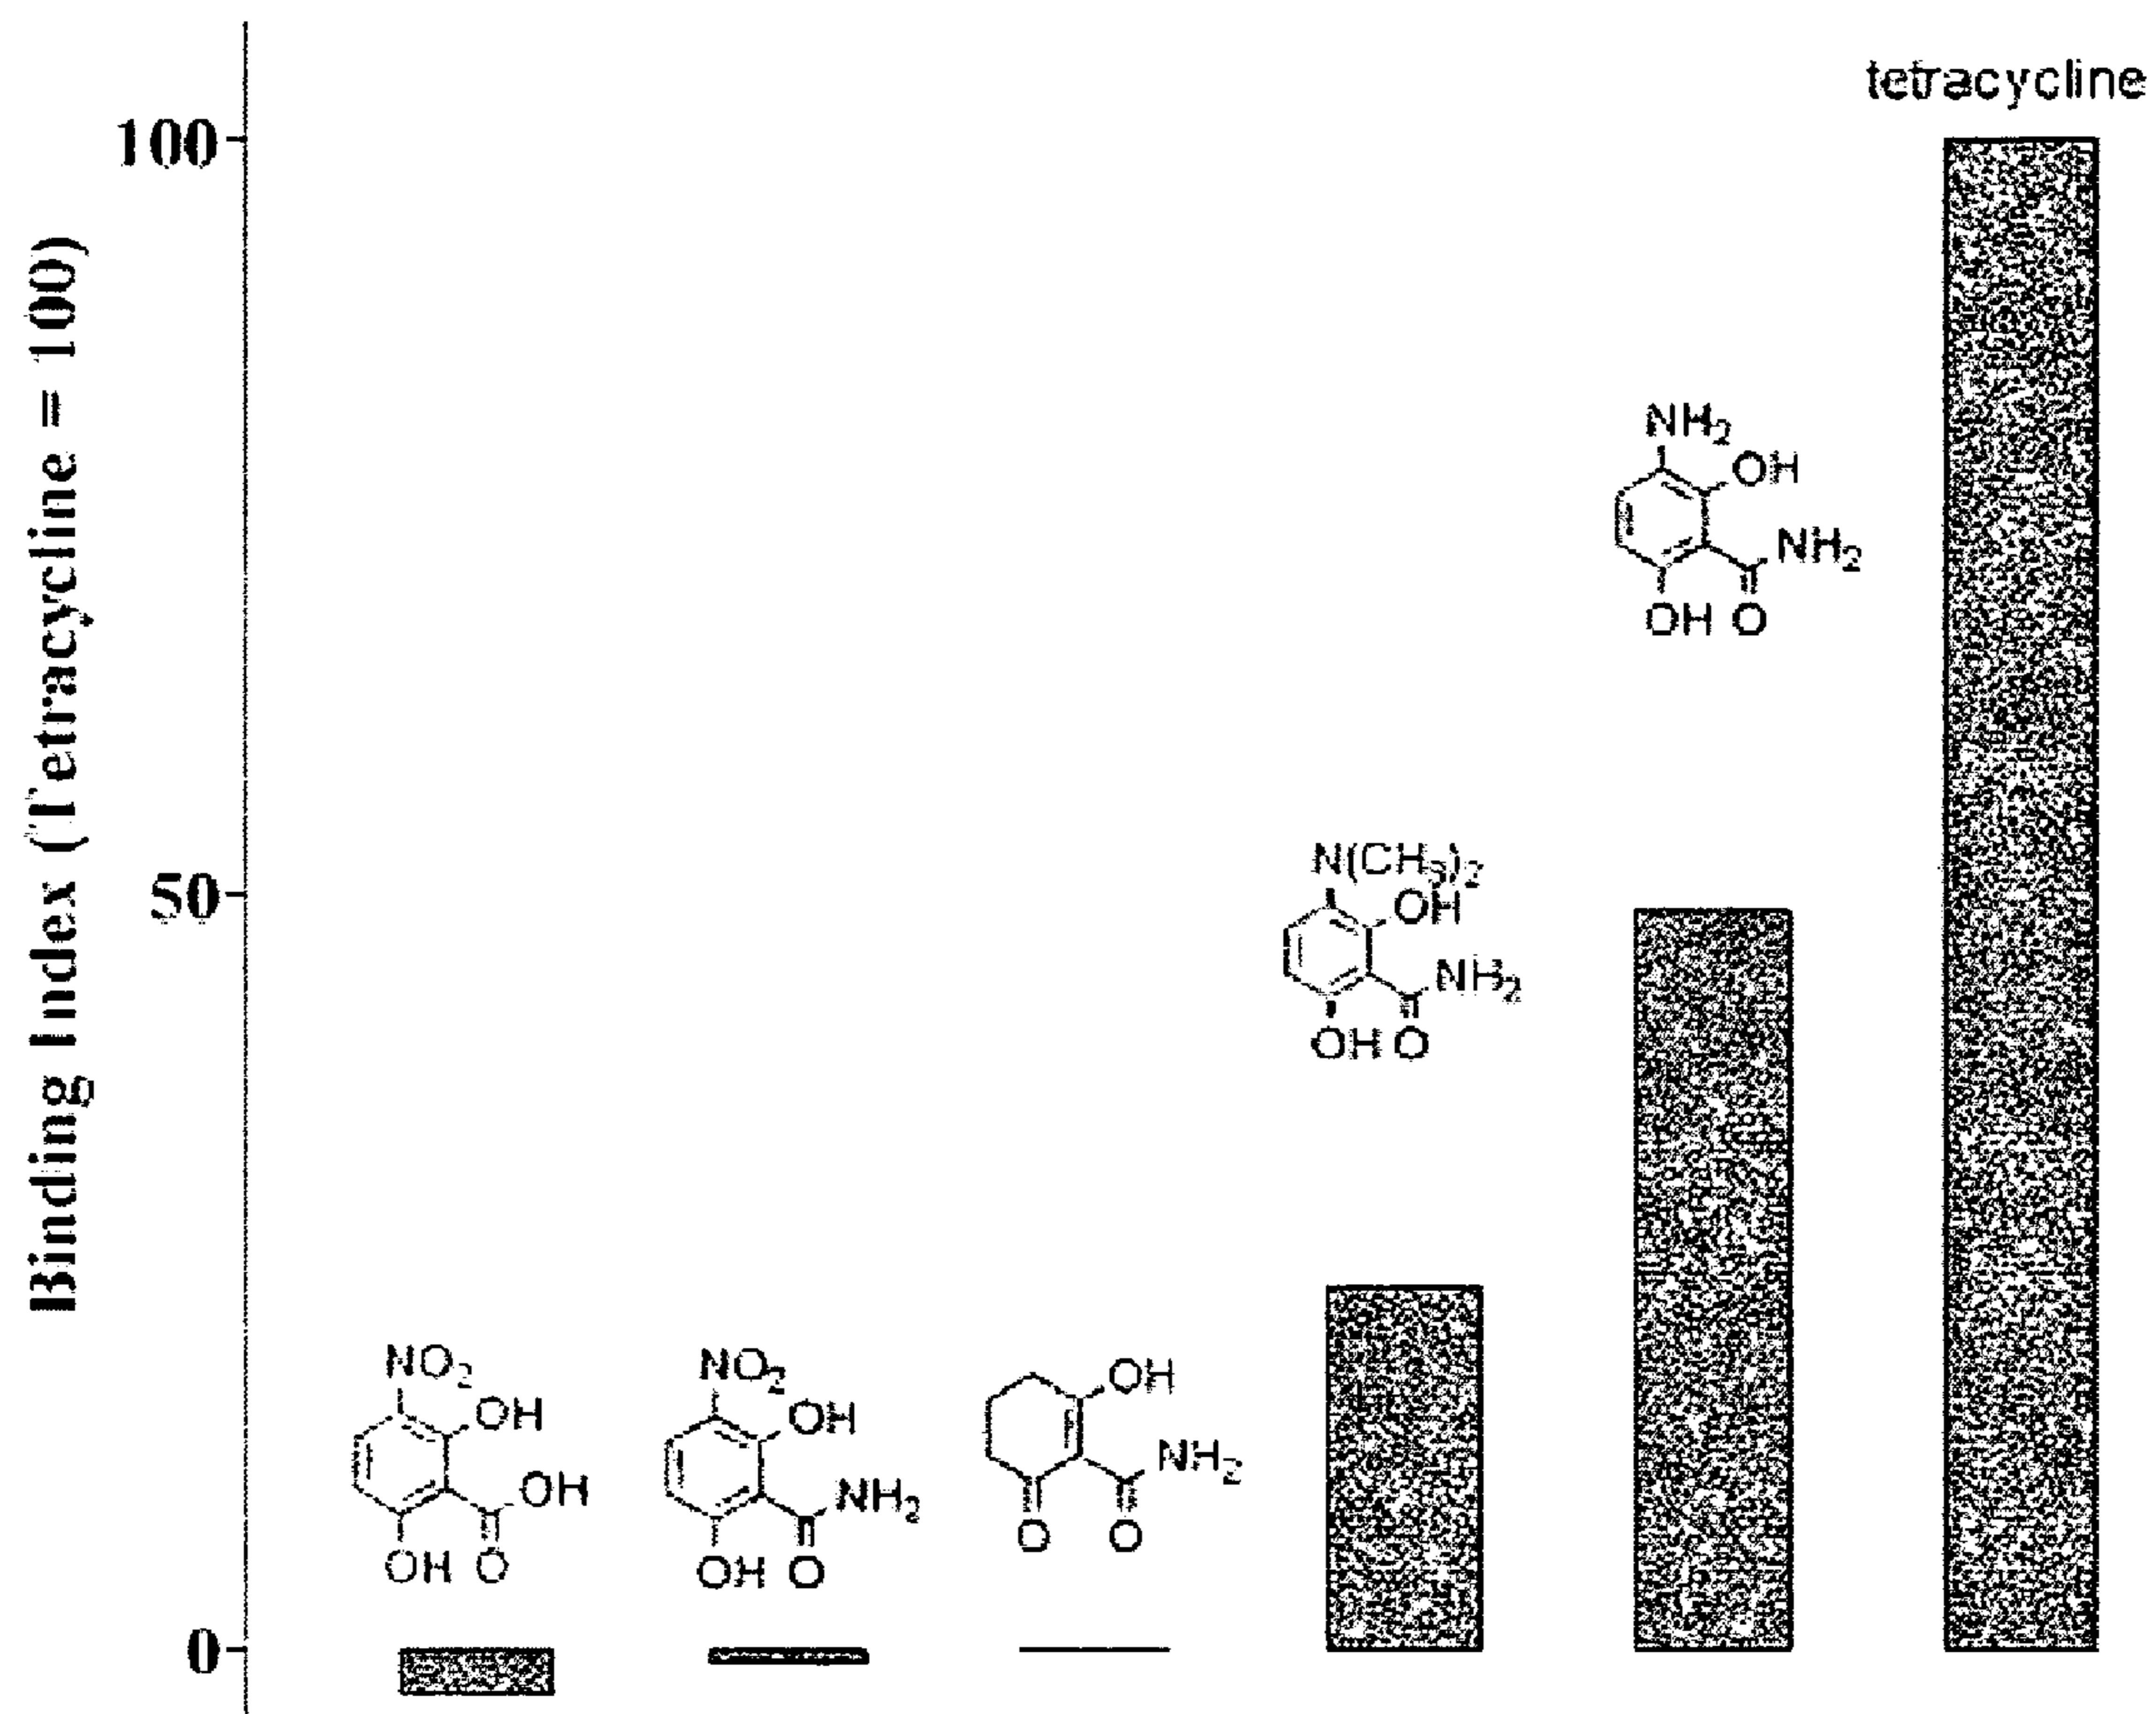 Binding Index (Tetracycline = 100)
100
50
0
NO2
OH
OH
OH O
NO2
OH
NH2
OH O
OH
NH2
O O
N(CH3)2
OH
NH2
OH O
NH2
OH
NH2
OH O
tetracycline